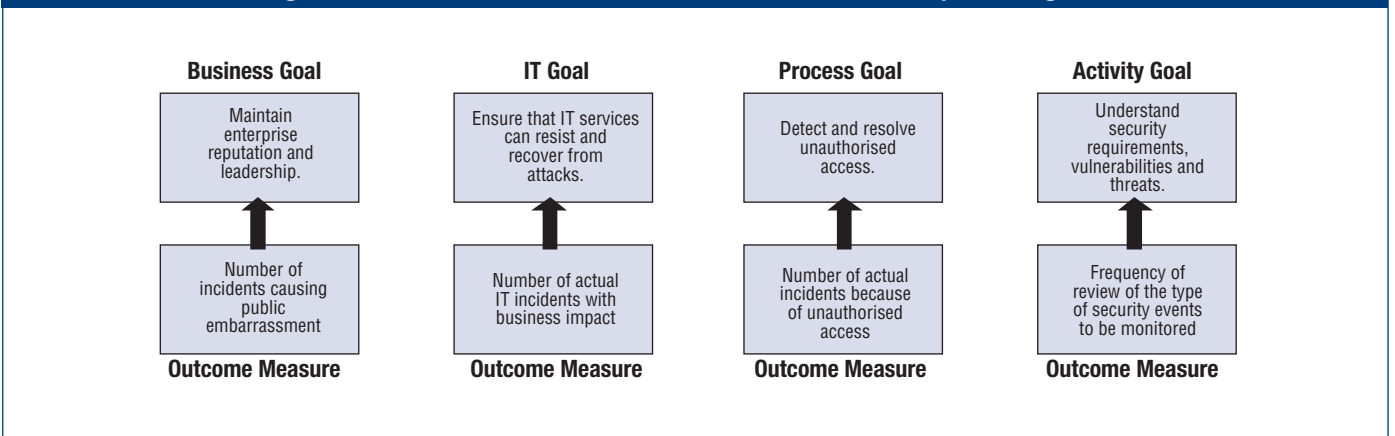 Business Goal
Maintain
enterprise
reputation and
leadership.
Number of
incidents causing
public
embarrassment
Outcome Measure
IT Goal
Ensure that IT services
can resist and
recover from
attacks.
Number of actual
IT incidents with
business impact
Outcome Measure
Process Goal
Detect and resolve
unauthorised
access.
Number of actual
incidents because
of unauthorised
access
Outcome Measure
Activity Goal
Understand
security
requirements,
vulnerabilities and
threats.
Frequency of
review of the type
of security events
to be monitored
Outcome Measure